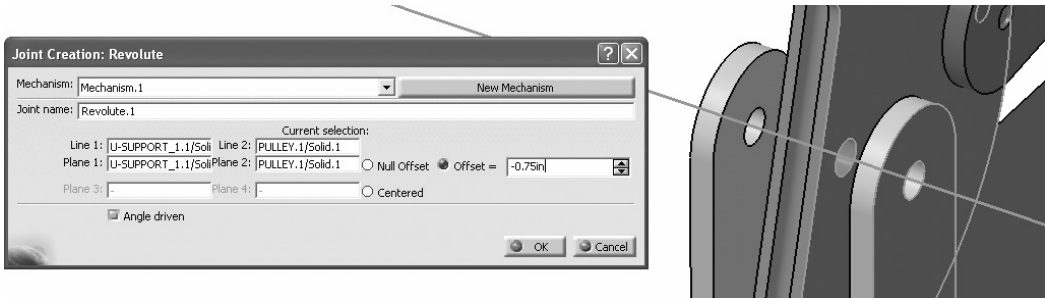 Joint Creation: Revolute
? X
Mechanism: Mechanism.1 New Mechanism
Joint name: Revolute.1
Current selection:
Line 1: U-SUPPORT_1.1/Soli Line 2: PULLEY.1/Solid.1
Plane 1: U-SUPPORT_1.1/Soli Plane 2: PULLEY.1/Solid.1 Null Offset Offset = -0.75in
Plane 3: - Plane 4: - Centered
Angle driven
OK Cancel